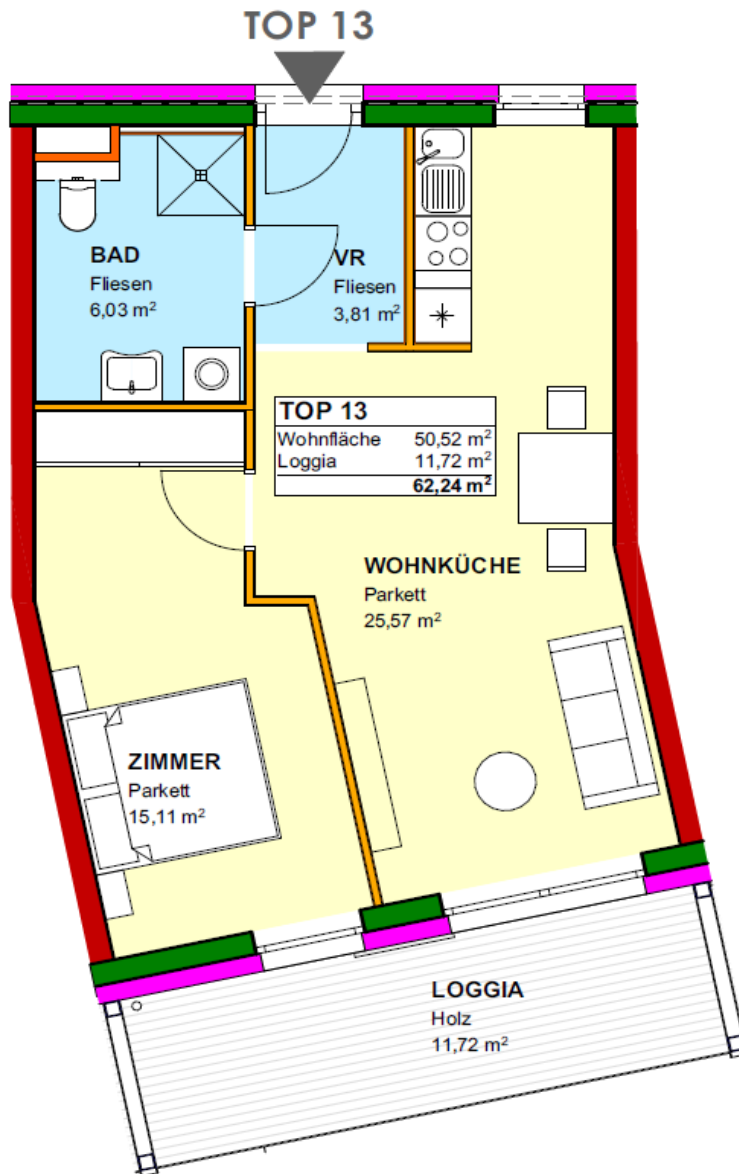 TOP 13
BAD
Fliesen
6,03 m²
VR
Fliesen
3,81 m²
TOP 13
Wohnfläche 50,52 m²
Loggia 11,72 m²
62,24 m²
WOHNKÜCHE
Parkett
25,57 m²
ZIMMER
Parkett
15,11 m²
LOGGIA
Holz
11,72 m²